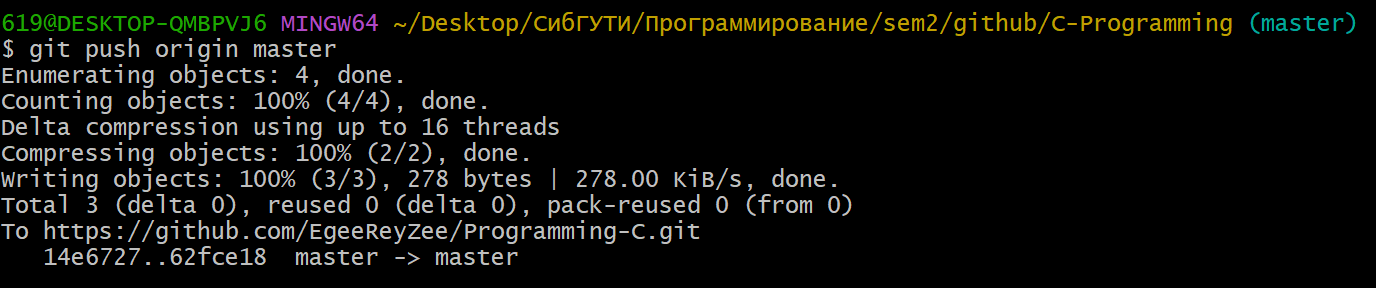 619@DESKTOP-QMBPVJ6 MINGW64 ~/Desktop/СибГУТИ/Программирование/sem2/github/C-Programming (master)
$ git push origin master
Enumerating objects: 4, done.
Counting objects: 100% (4/4), done.
Delta compression using up to 16 threads
Compressing objects: 100% (2/2), done.
Writing objects: 100% (3/3), 278 bytes | 278.00 KiB/s, done.
Total 3 (delta 0), reused 0 (delta 0), pack-reused 0 (from 0)
To https://github.com/EgeeReyZee/Programming-C.git
   14e6727..62fce18  master -> master